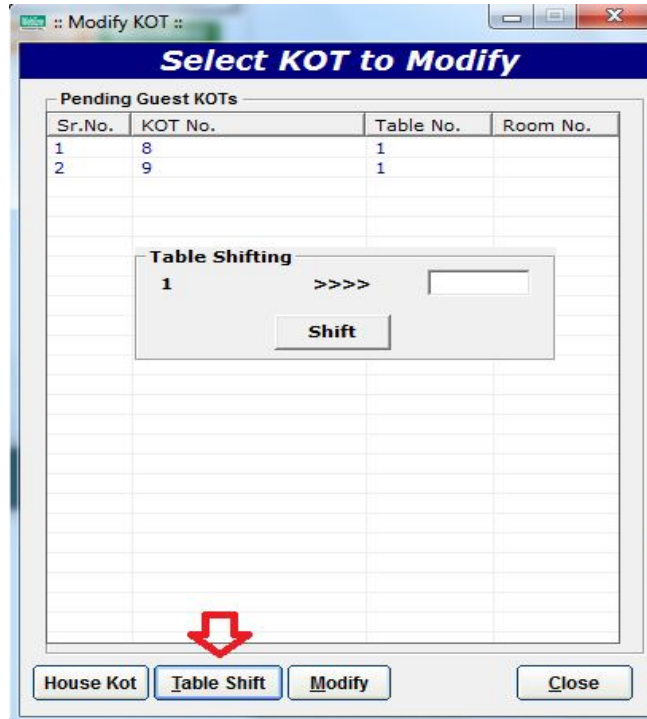 :: Modify KOT ::
Select KOT to Modify
Pending Guest KOTs
Sr.No. KOT No. Table No. Room No.
1 8 1
2 9 1
Table Shifting
1 >>>>
Shift
House Kot Table Shift Modify Close